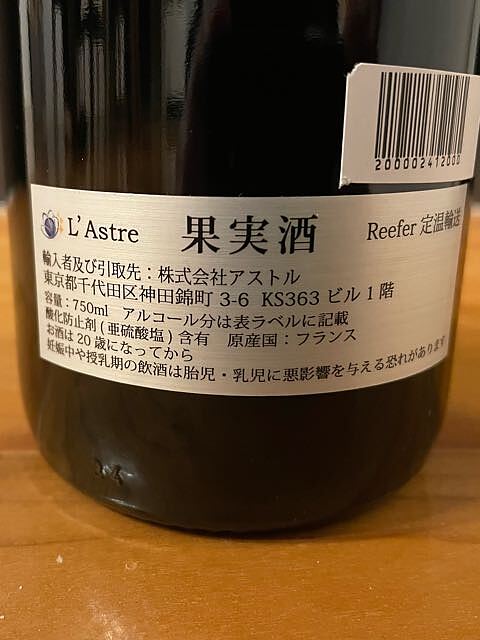 200002412000
L'Astre 果実酒 Reefer 定温輸送
輸入者及び引取先：株式会社アストル
東京都千代田区神田錦町 3-6 KS363 ビル 1 階
容量：750ml アルコール分は表ラベルに記載
酸化防止剤 ( 亜硫酸塩 ) 含有 原産国：フランス
お酒は 20 歳になってから
妊娠中や授乳期の飲酒は胎児・乳児に悪影響を与える恐れがあります